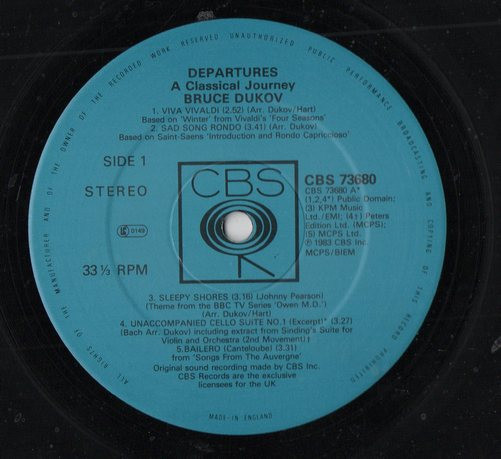 ALL RIGHTS OF THE MANUFACTURER AND OF THE OWNER OF THE RECORDED WORK RESERVED UNAUTHORIZED PUBLIC PERFORMANCE BROADCASTING AND COPYING OF THIS RECORD PROHIBITED
DEPARTURES
A Classical Journey
BRUCE DUKOV
1. VIVA VIVALDI (2.52) (Arr. Dukov/Hart)
Based on 'Winter' from Vivaldi's 'Four Seasons'
2. SAD SONG RONDO (3.41) (Arr. Dukov)
Based on Saint-Saens 'Introduction and Rondo Capriccioso'
SIDE 1
STEREO
0149
33⅓ RPM
CBS
CBS 73680
CBS 73680 A*
(1,2,4*) Public Domain;
(3) KPM Music
Ltd./EMI; (4†) Peters
Edition Ltd. (MCPS);
(5) MCPS Ltd.
℗ 1983 CBS Inc.
MCPS/BIEM
3. SLEEPY SHORES (3.16) (Johnny Pearson)
(Theme from the BBC TV Series 'Owen M.D.')
(Arr. Dukov/Hart)
4. UNACCOMPANIED CELLO SUITE NO.1 (Excerpt)* (3.27)
(Bach Arr. Dukov) including extract from Sinding's Suite for
Violin and Orchestra (2nd Movement)†
5.BAILERO (Canteloube) (3.31)
from 'Songs From The Auvergne'
Original sound recording made by CBS Inc.
CBS Records are the exclusive
licensees for the UK
MADE-IN-ENGLAND